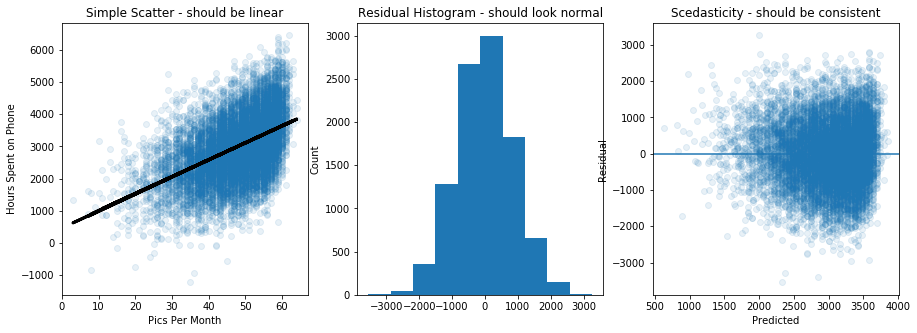 Simple Scatter - should be linear
Hours Spent on Phone
6000
5000
4000
3000
2000
1000
0
−1000
0 10 20 30 40 50 60
Pics Per Month
Residual Histogram - should look normal
Count
3000
2500
2000
1500
1000
500
0
−3000 −2000 −1000 0 1000 2000 3000
Scedasticity - should be consistent
Residual
3000
2000
1000
0
−1000
−2000
−3000
500 1000 1500 2000 2500 3000 3500 4000
Predicted